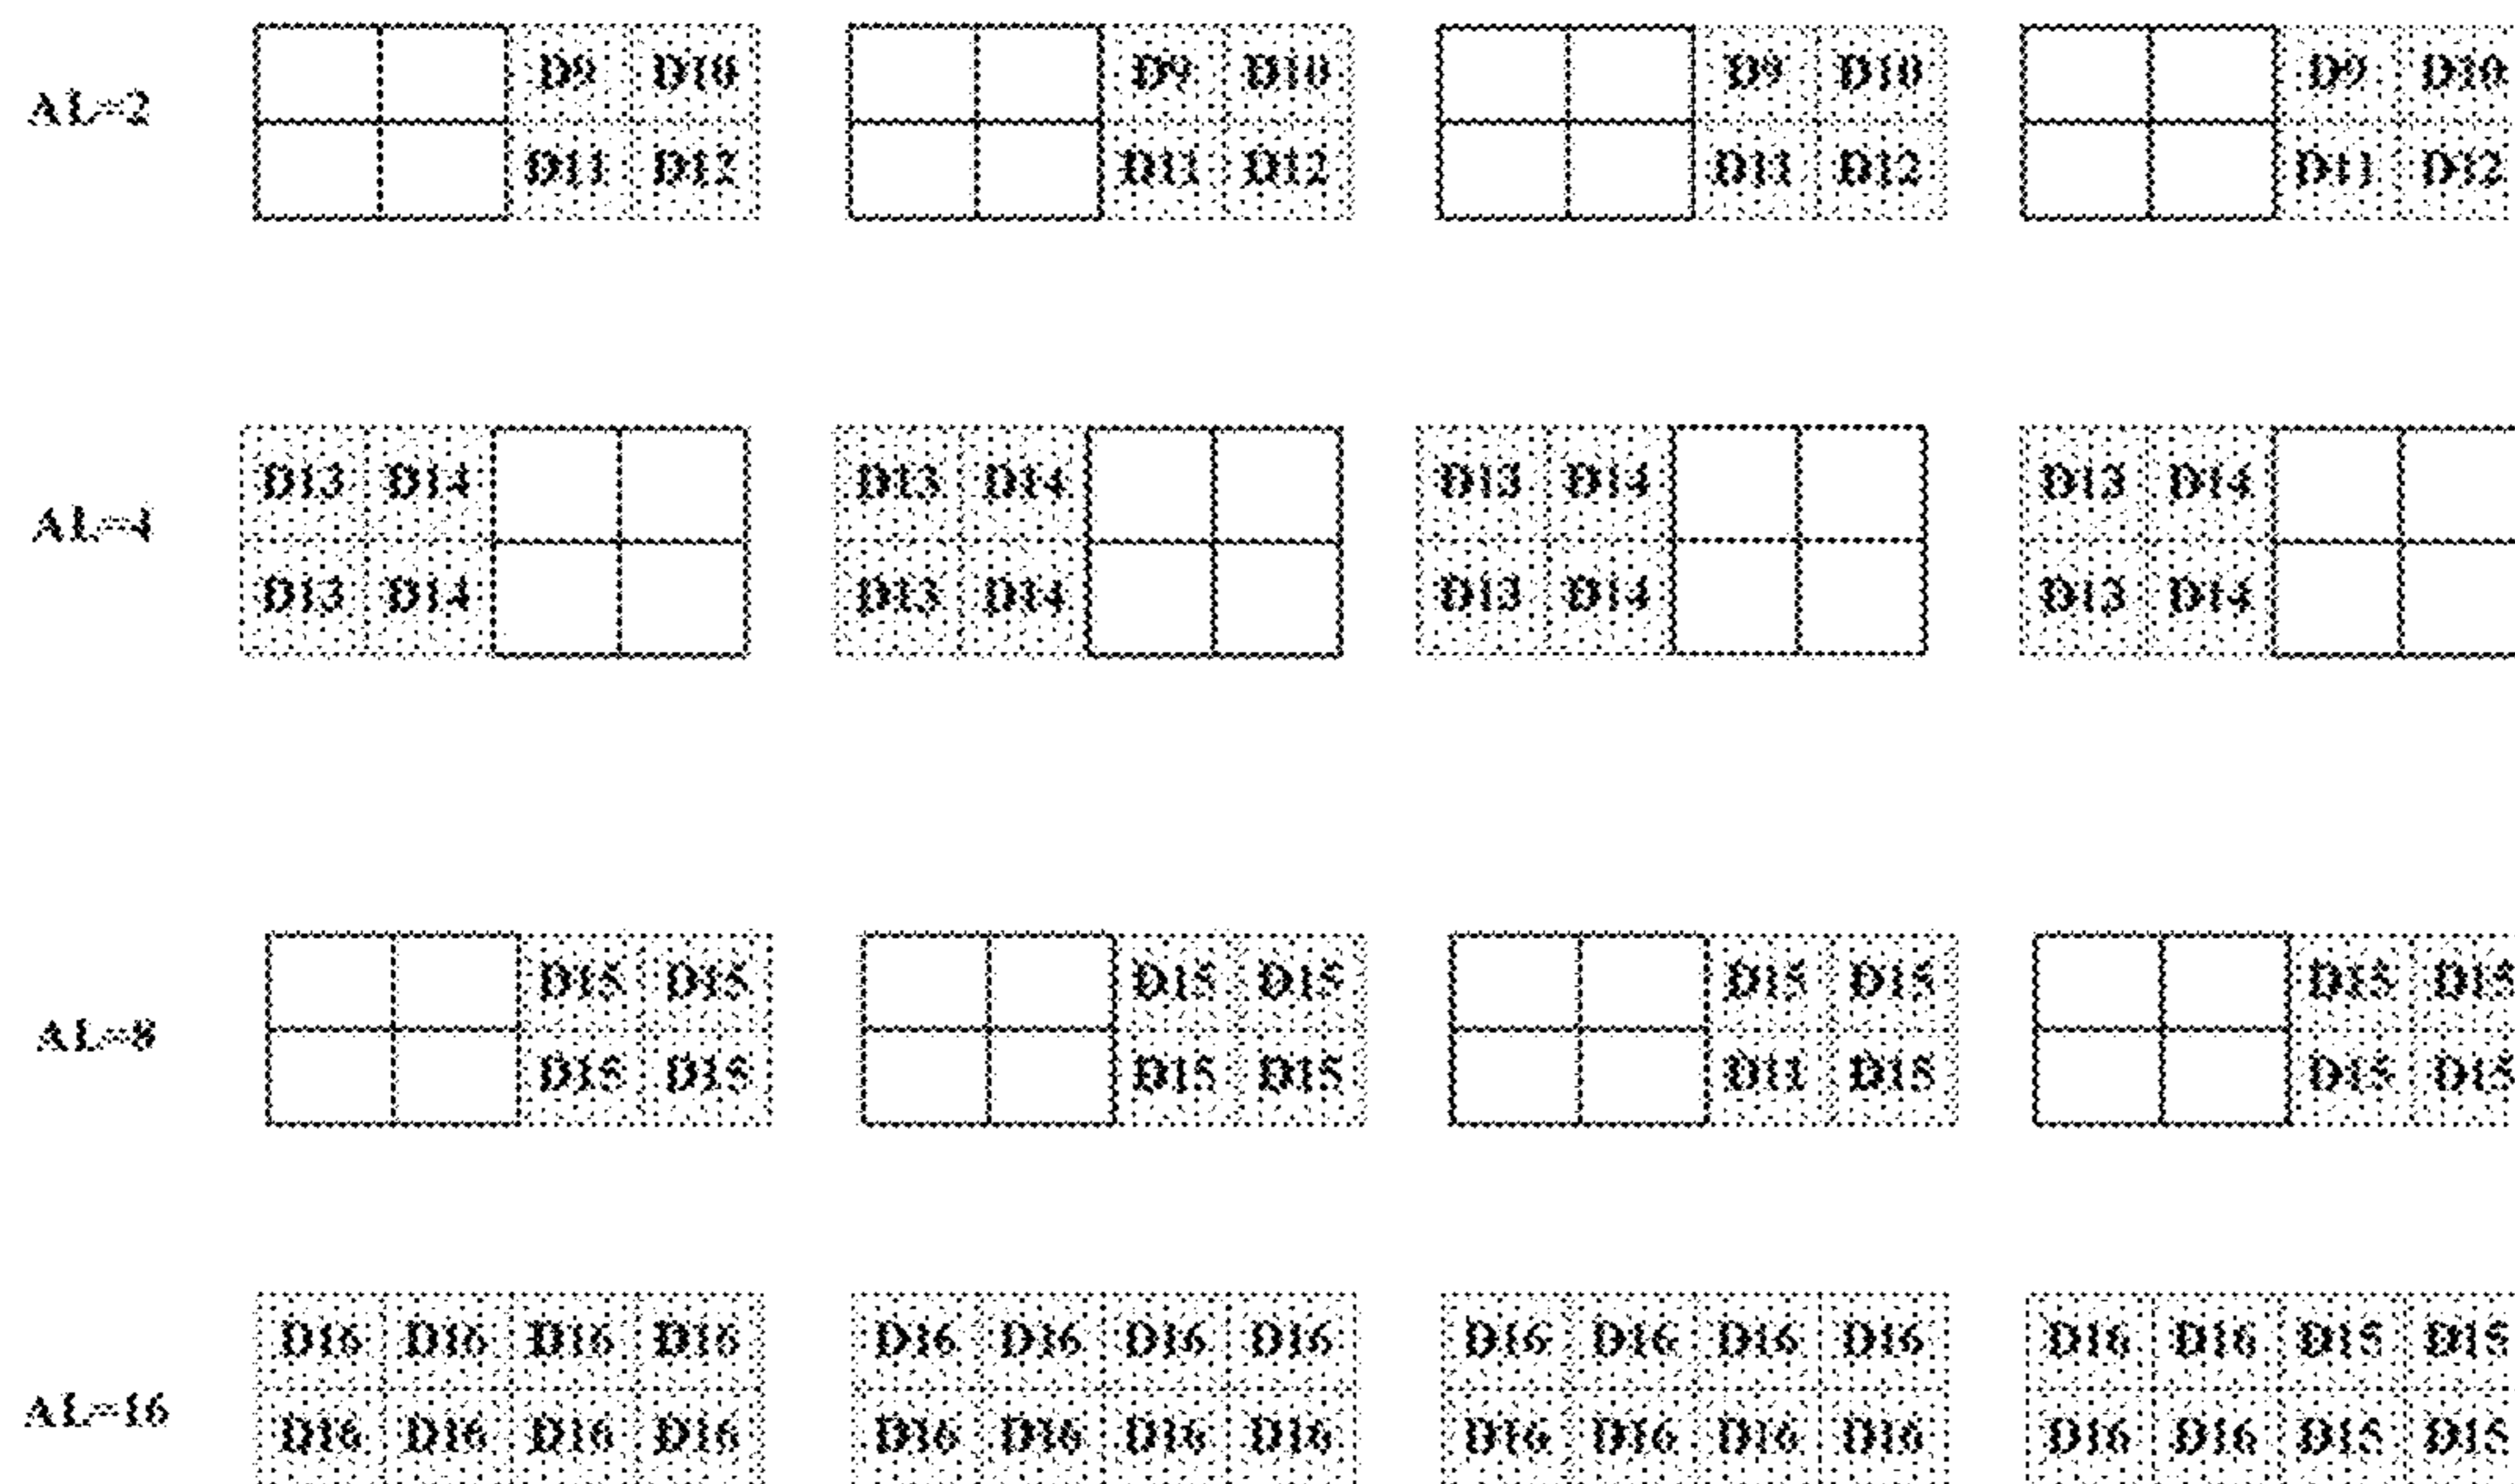 D9 D10 D9 D10 D9 D10 D9 D10
AL=2
D11 D12 D11 D12 D11 D12 D11 D12
D13 D14 D13 D14 D13 D14 D13 D14
AL=4
D13 D14 D13 D14 D13 D14 D13 D14
D15 D15 D15 D15 D15 D15 D15 D15
AL=8
D15 D15 D15 D15 D11 D15 D15 D15
D16 D16 D16 D16 D16 D16 D16 D16 D16 D16 D16 D16 D16 D16 D15 D15
AL=16
D16 D16 D16 D16 D16 D16 D16 D16 D16 D16 D16 D16 D16 D16 D15 D15